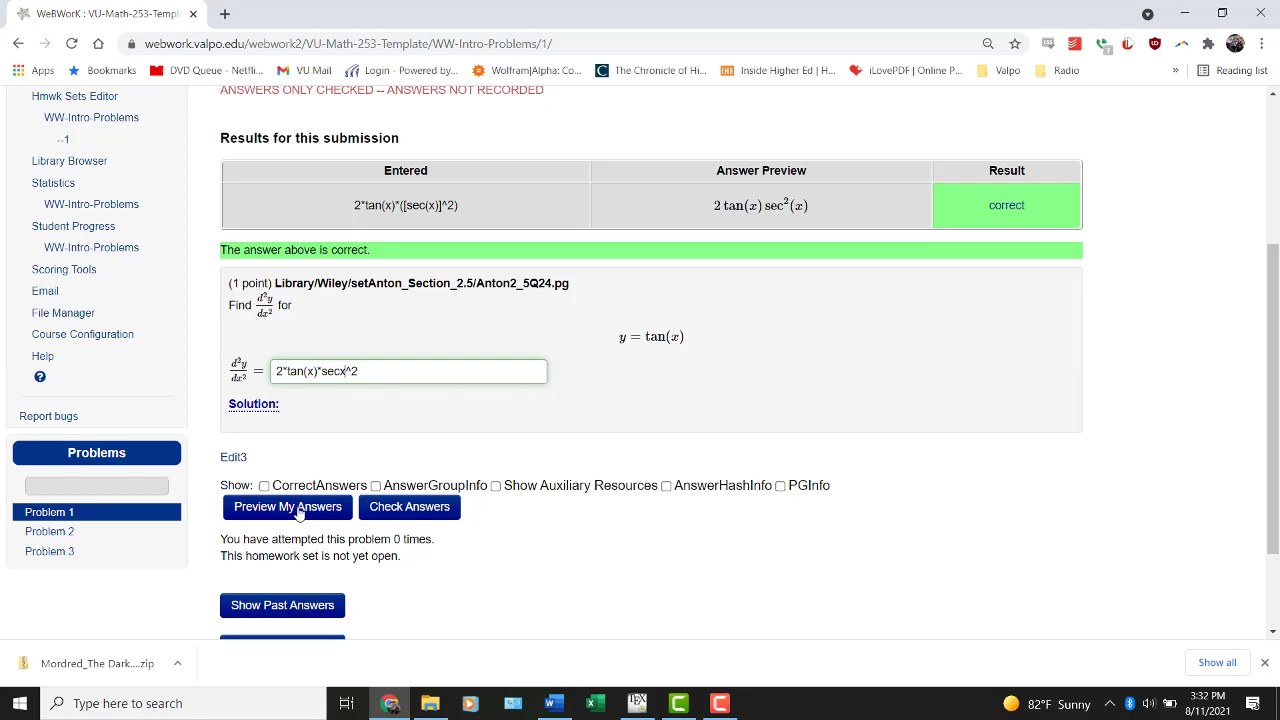 WeBWorK : VU-Math-253-Templ
webwork.valpo.edu/webwork2/VU-Math-253-Template/WW-Intro-Problems/1/
Apps Bookmarks DVD Queue - Netfli... VU Mail Login - Powered by... Wolfram|Alpha: Co... The Chronicle of Hi... Inside Higher Ed | H... iLovePDF | Online P... Valpo Radio » Reading list
Hmwk Sets Editor
WW-Intro-Problems
--1
Library Browser
Statistics
WW-Intro-Problems
Student Progress
WW-Intro-Problems
Scoring Tools
Email
File Manager
Course Configuration
Help
?
Report bugs
Problems
Problem 1
Problem 2
Problem 3
ANSWERS ONLY CHECKED -- ANSWERS NOT RECORDED
Results for this submission
Entered Answer Preview Result
2*tan(x)*([sec(x)]^2) 2 tan(x) sec²(x) correct
The answer above is correct.
(1 point) Library/Wiley/setAnton_Section_2.5/Anton2_5Q24.pg
Find d²y/dx² for
y = tan(x)
d²y/dx² = 2*tan(x)*secx^2
Solution:
Edit3
Show: CorrectAnswers AnswerGroupInfo Show Auxiliary Resources AnswerHashInfo PGInfo
Preview My Answers Check Answers
You have attempted this problem 0 times.
This homework set is not yet open.
Show Past Answers
Mordred_The Dark....zip Show all
Type here to search 82°F Sunny 3:32 PM
8/11/2021